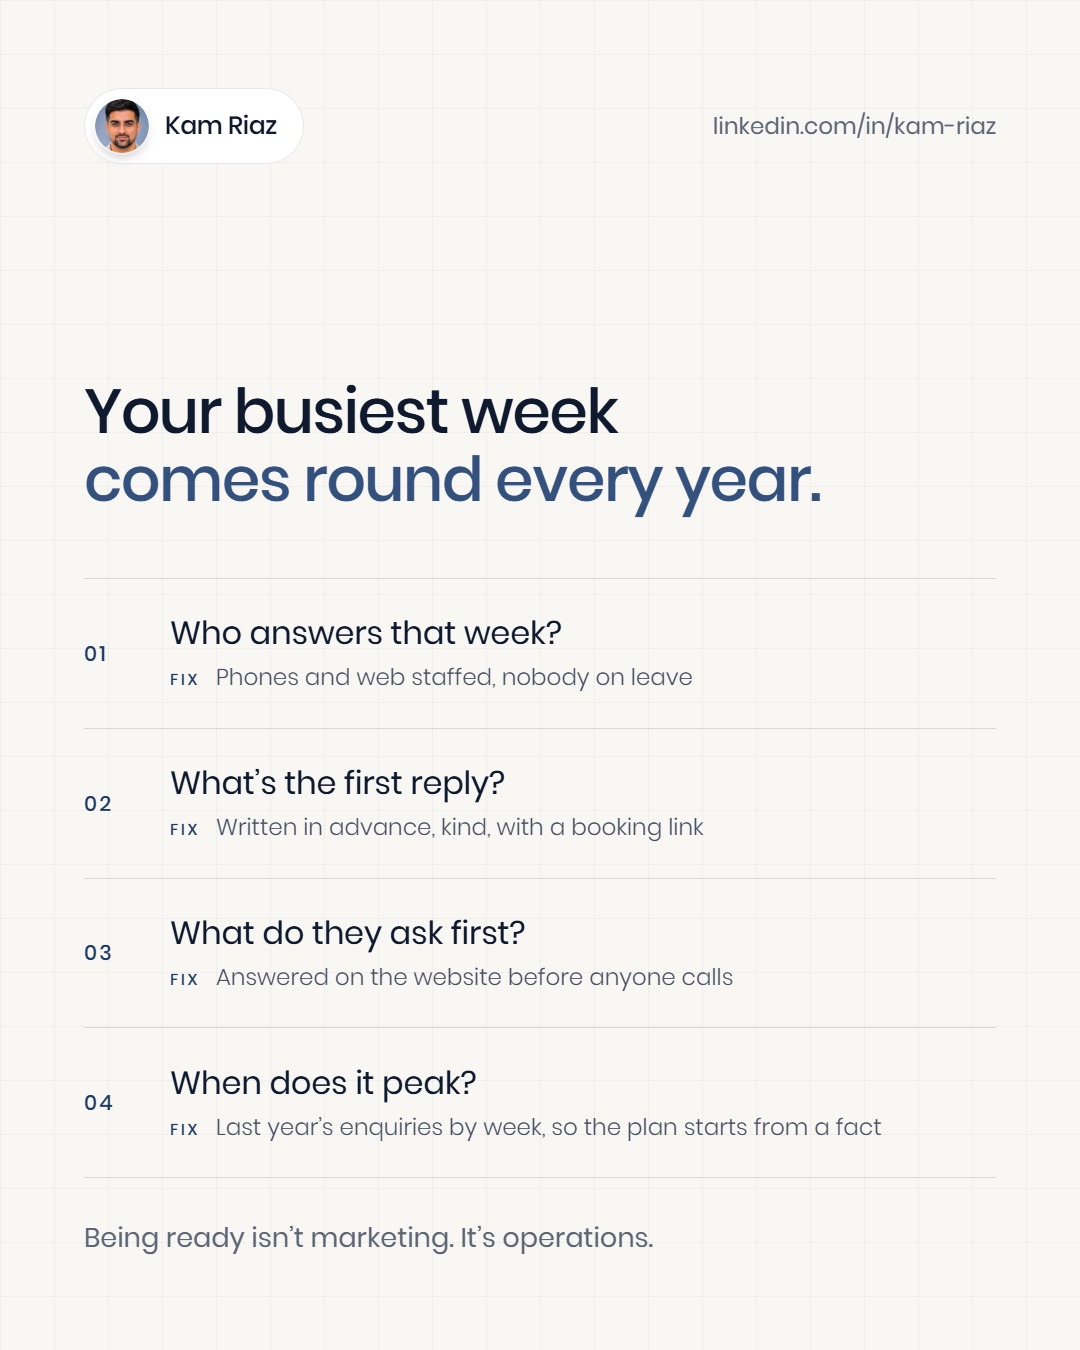 Kam Riaz
linkedin.com/in/kam-riaz
Your busiest week
comes round every year.
01
Who answers that week?
FIX Phones and web staffed, nobody on leave
02
What’s the first reply?
FIX Written in advance, kind, with a booking link
03
What do they ask first?
FIX Answered on the website before anyone calls
04
When does it peak?
FIX Last year’s enquiries by week, so the plan starts from a fact
Being ready isn’t marketing. It’s operations.